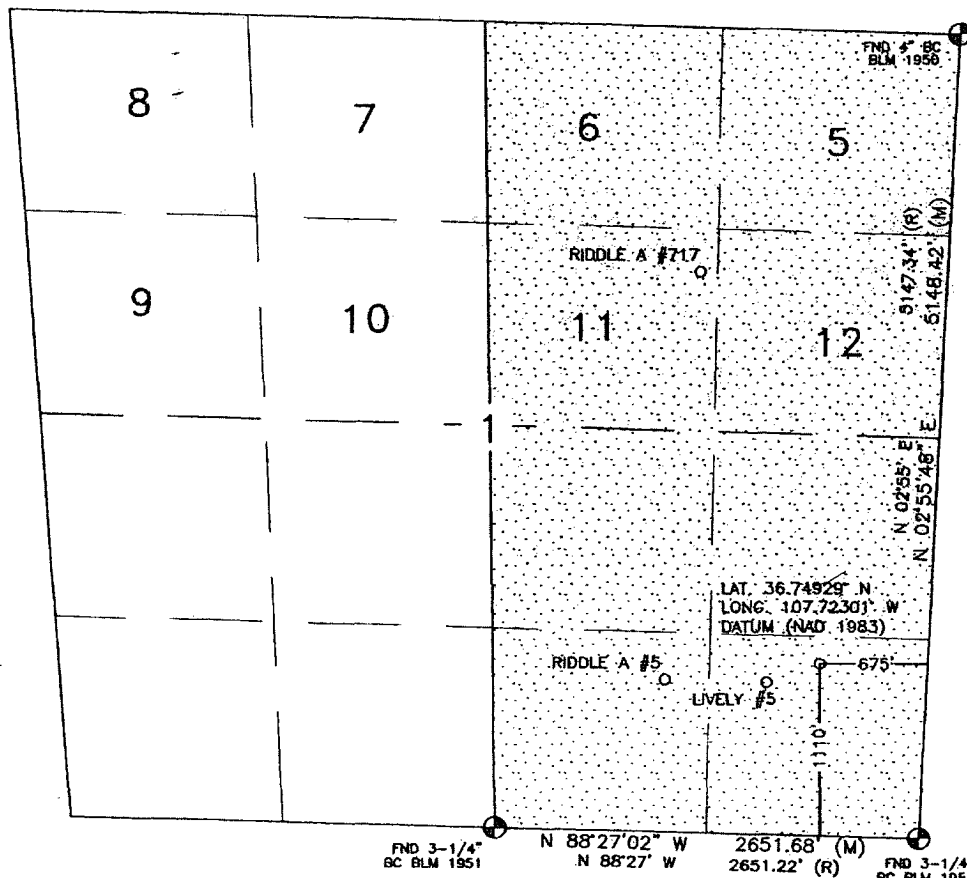 FND 4" BC
BLM 1950
8
7
6
5
5147.34' (R)
5148.42' (M)
RIDDLE A #717
9
10
11
12
1
N 02°55' E
N 02°55'48" E
LAT. 36.74929° N
LONG. 107.72301° W
DATUM (NAD 1983)
RIDDLE A #5
675'
LIVELY #5
1110'
FND 3-1/4"
BC BLM 1951
N 88°27'02" W
2651.68' (M)
N 88°27' W
2651.22' (R)
FND 3-1/4
BC BLM